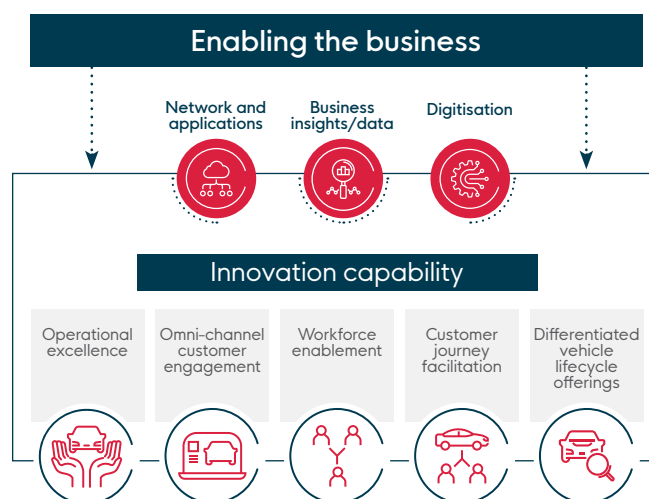 Enabling the business
Network and
applications
Business
insights/data
Digitisation
Innovation capability
Operational
excellence
Omni-channel
customer
engagement
Workforce
enablement
Customer
journey
facilitation
Differentiated
vehicle
lifecycle
offerings